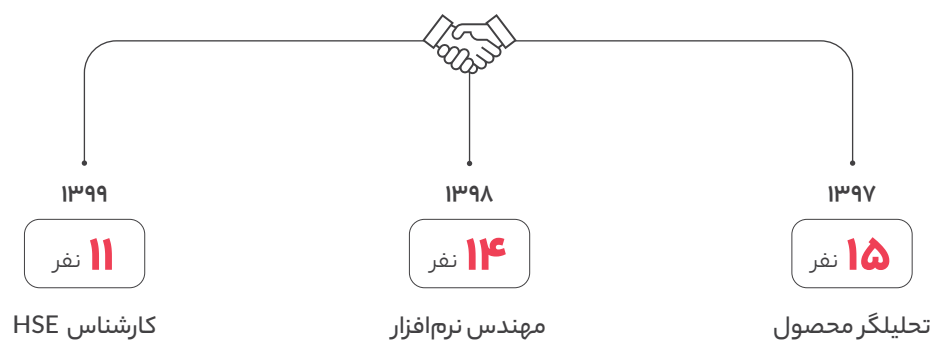 ۱۳۹۷
۱۵ نفر
تحلیلگر محصول
۱۳۹۸
۱۴ نفر
مهندس نرم‌افزار
۱۳۹۹
۱۱ نفر
کارشناس HSE